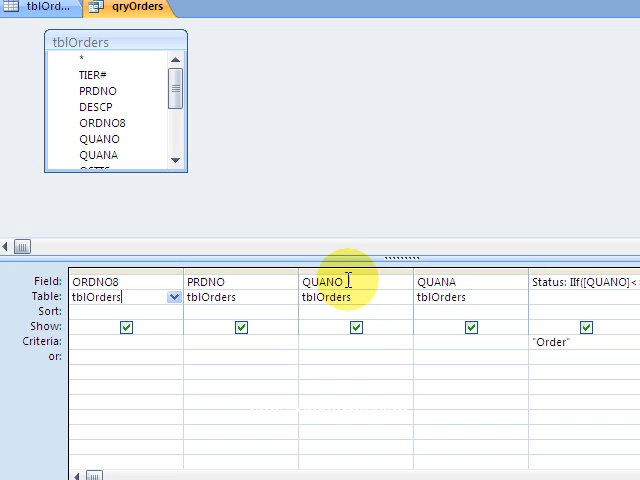 tblOrd... qryOrders
tblOrders
*
TIER#
PRDNO
DESCP
ORDNO8
QUANO
QUANA
Field: ORDNO8 PRDNO QUANO QUANA Status: IIf([QUANO]<
Table: tblOrders tblOrders tblOrders tblOrders
Sort:
Show:
Criteria: "Order"
or: